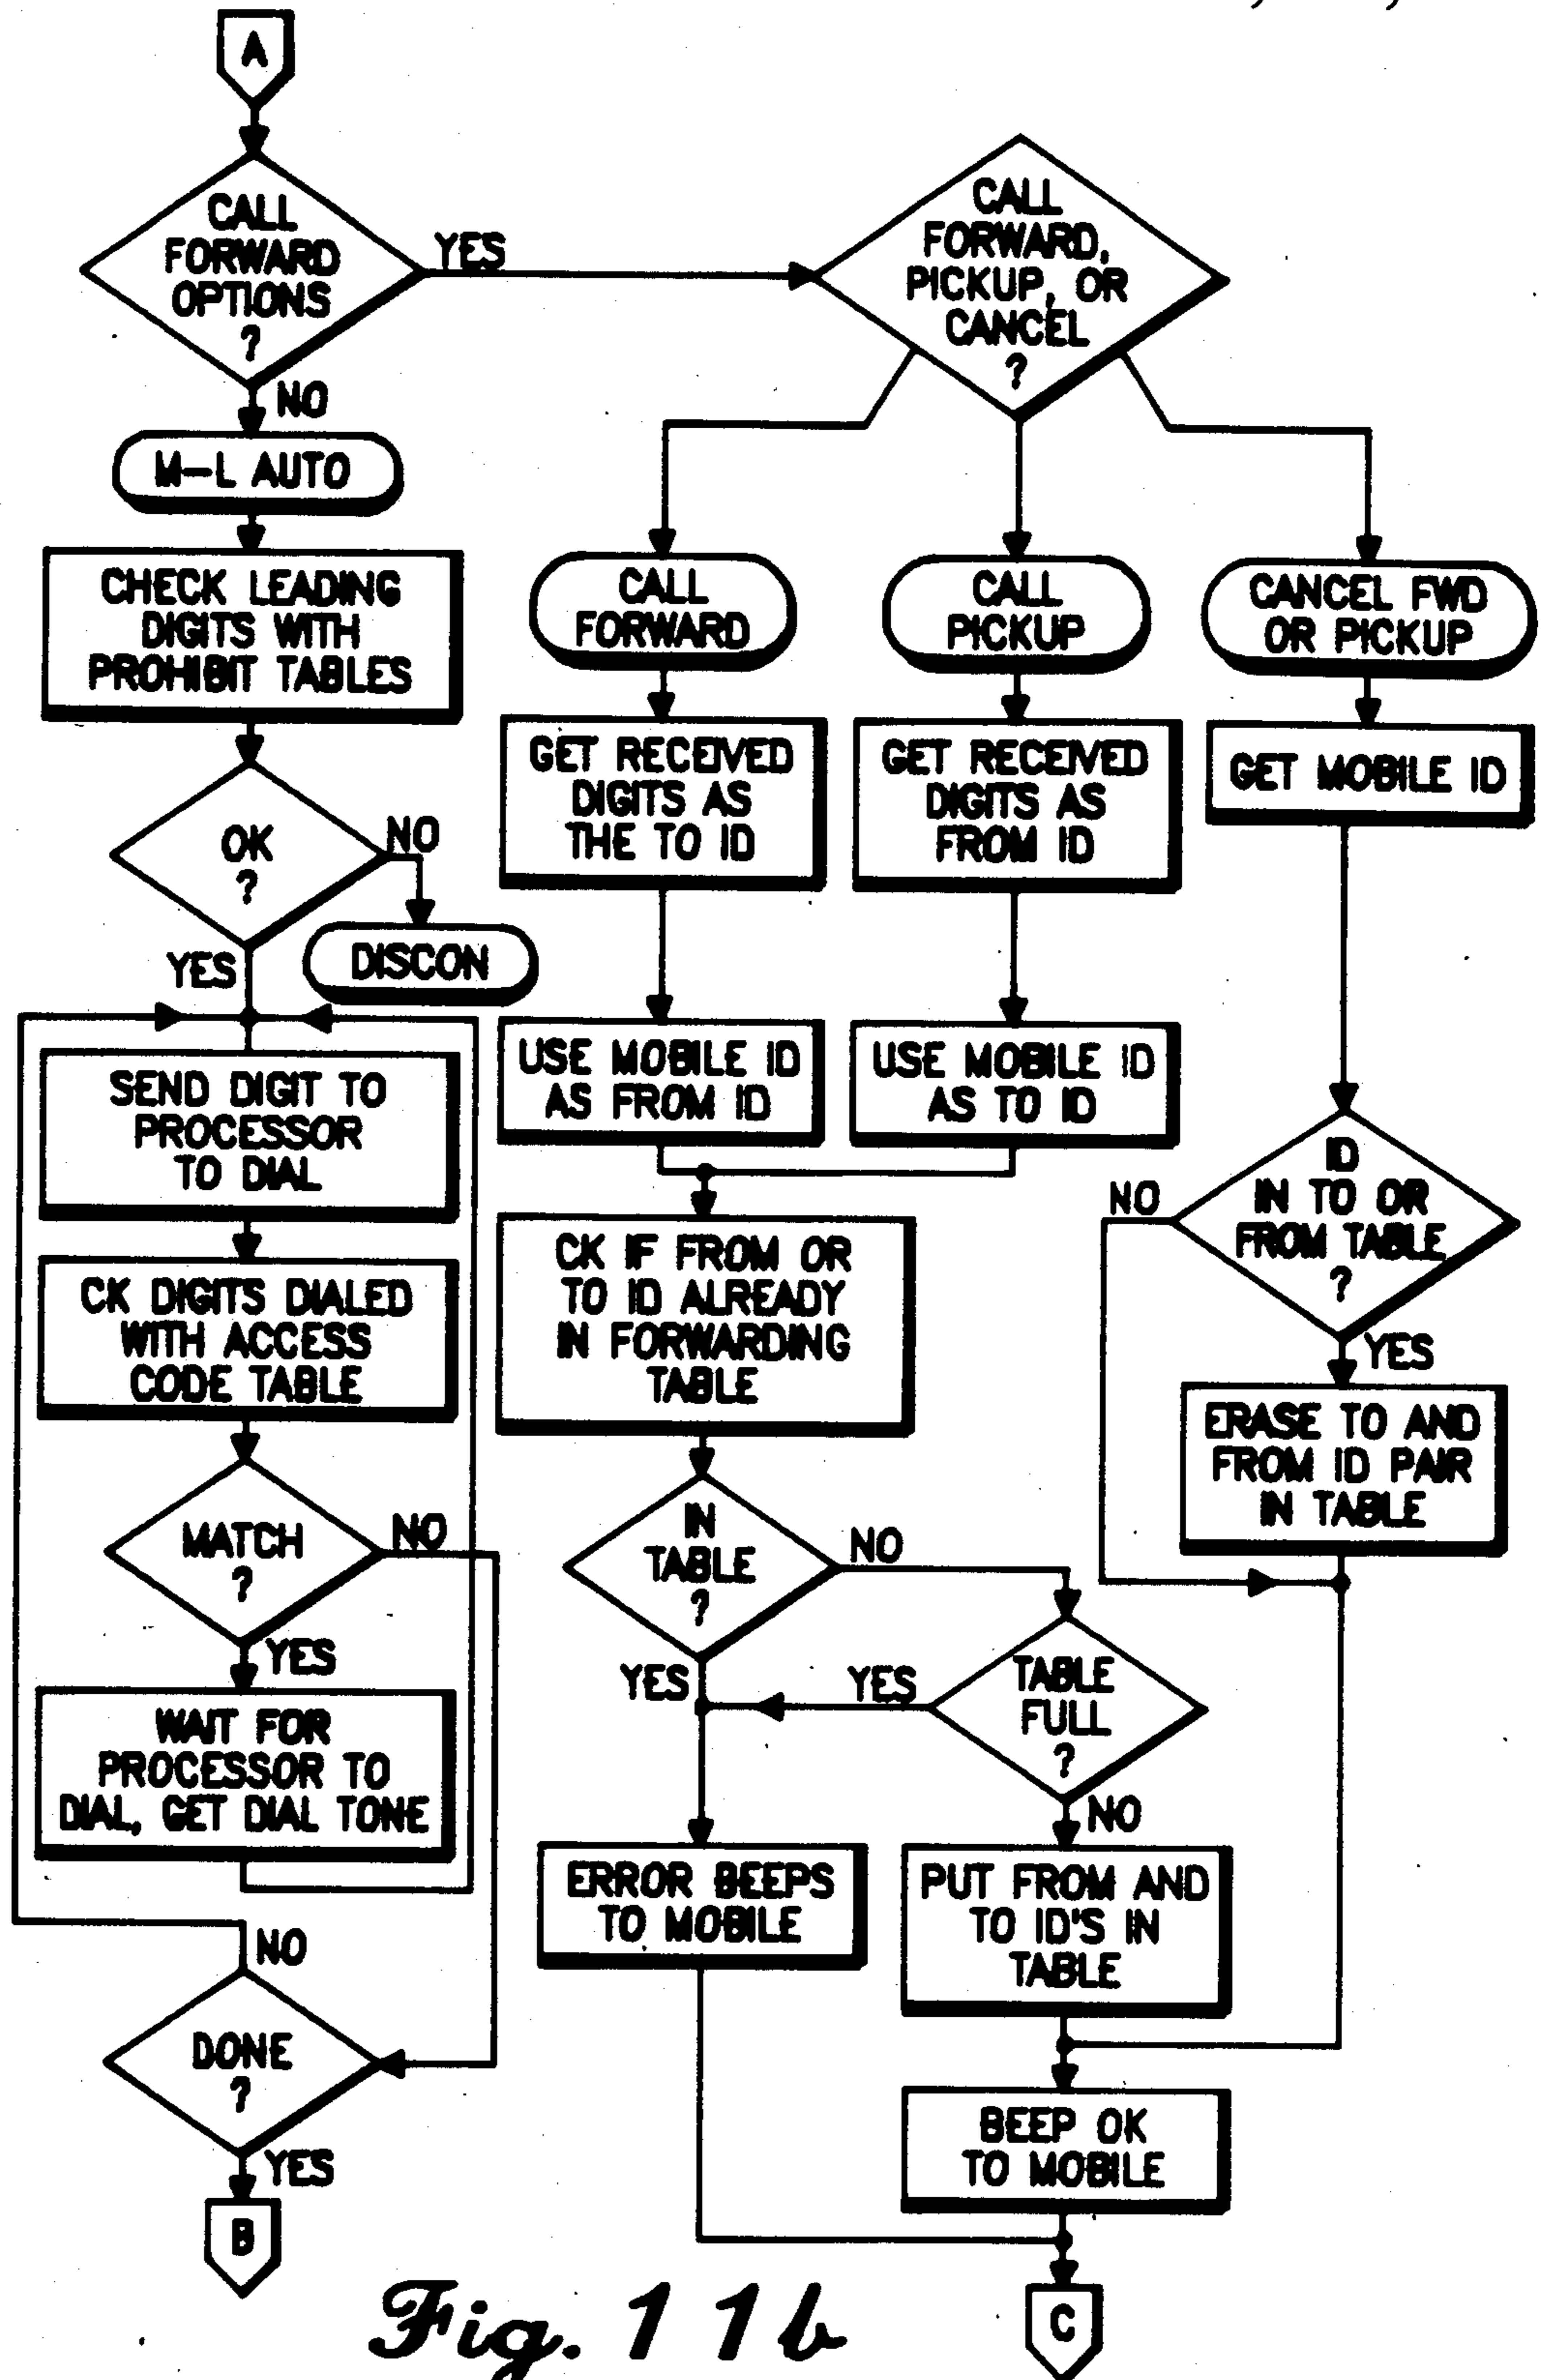 A
CALL
FORWARD
OPTIONS
?
YES
NO
CALL
FORWARD,
PICKUP, OR
CANCEL
?
M-L AUTO
CHECK LEADING
DIGITS WITH
PROHIBIT TABLES
OK
?
NO
DISCON
YES
SEND DIGIT TO
PROCESSOR
TO DIAL
CK DIGITS DIALED
WITH ACCESS
CODE TABLE
MATCH
?
NO
YES
WAIT FOR
PROCESSOR TO
DIAL, GET DIAL TONE
NO
DONE
?
YES
B
CALL
FORWARD
GET RECEIVED
DIGITS AS
THE TO ID
USE MOBILE ID
AS FROM ID
CALL
PICKUP
GET RECEIVED
DIGITS AS
FROM ID
USE MOBILE ID
AS TO ID
CK IF FROM OR
TO ID ALREADY
IN FORWARDING
TABLE
IN
TABLE
?
NO
YES
TABLE
FULL
?
YES
NO
ERROR BEEPS
TO MOBILE
PUT FROM AND
TO ID'S IN
TABLE
CANCEL FWD
OR PICKUP
GET MOBILE ID
ID
IN TO OR
FROM TABLE
?
NO
YES
ERASE TO AND
FROM ID PAIR
IN TABLE
BEEP OK
TO MOBILE
C
Fig. 11b